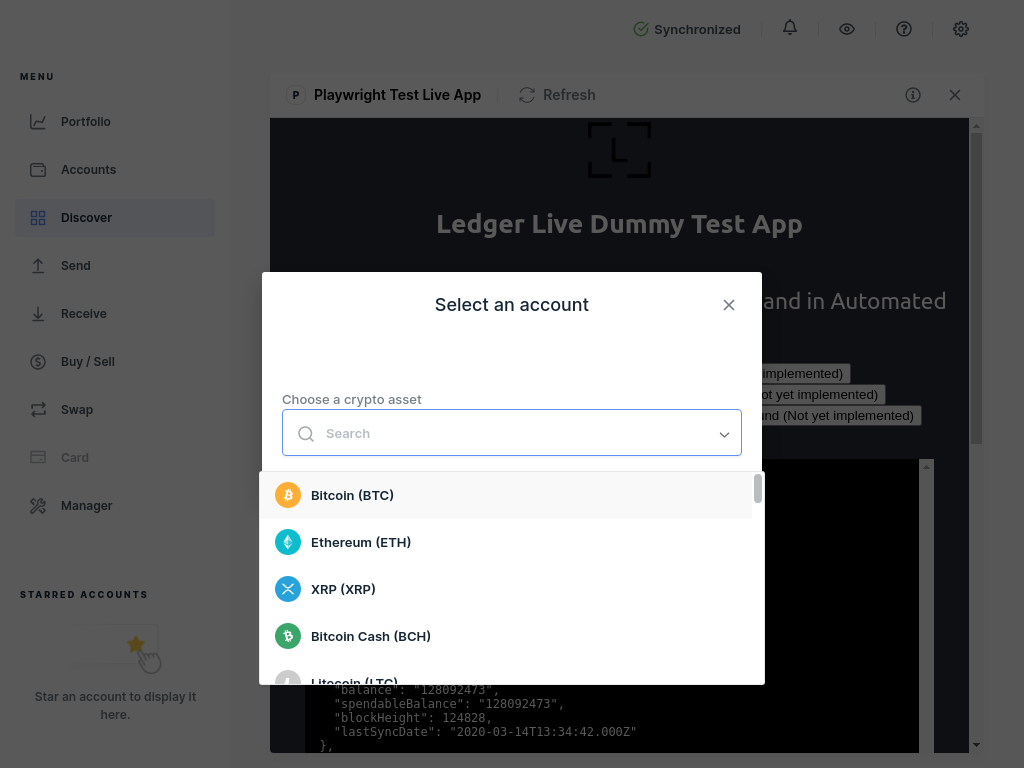 Synchronized
MENU
Portfolio
Accounts
Discover
Send
Receive
Buy / Sell
Swap
Card
Manager
STARRED ACCOUNTS
Star an account to display it
here.
P Playwright Test Live App
Refresh
L
Ledger Live Dummy Test App
and in Automated
implemented)
ot yet implemented)
und (Not yet implemented)
Select an account
Choose a crypto asset
Search
Bitcoin (BTC)
Ethereum (ETH)
XRP (XRP)
Bitcoin Cash (BCH)
Litecoin (LTC)
"balance": "128092473",
"spendableBalance": "128092473",
"blockHeight": 124828,
"lastSyncDate": "2020-03-14T13:34:42.000Z"
},